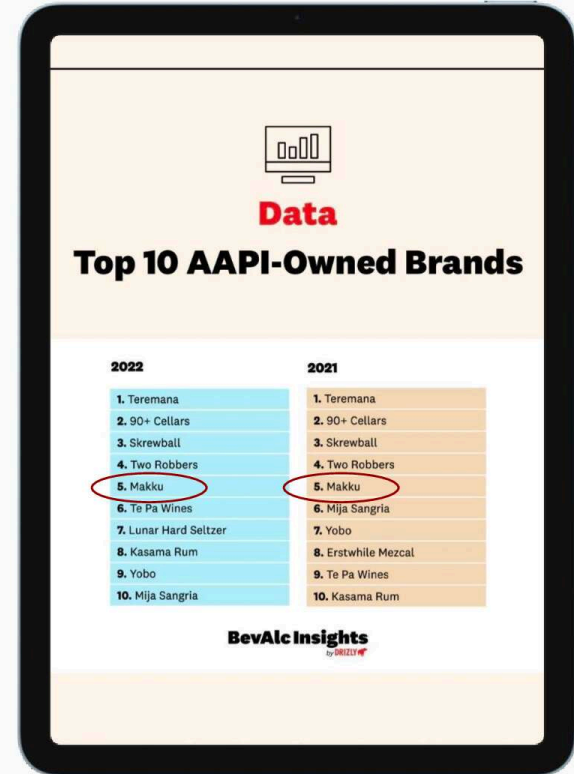 Data
Top 10 AAPI-Owned Brands
2022
1. Teremana
2. 90+ Cellars
3. Skrewball
4. Two Robbers
5. Makku
6. Te Pa Wines
7. Lunar Hard Seltzer
8. Kasama Rum
9. Yobo
10. Mija Sangria
2021
1. Teremana
2. 90+ Cellars
3. Skrewball
4. Two Robbers
5. Makku
6. Mija Sangria
7. Yobo
8. Erstwhile Mezcal
9. Te Pa Wines
10. Kasama Rum
BevAlc Insights
by DRIZLY